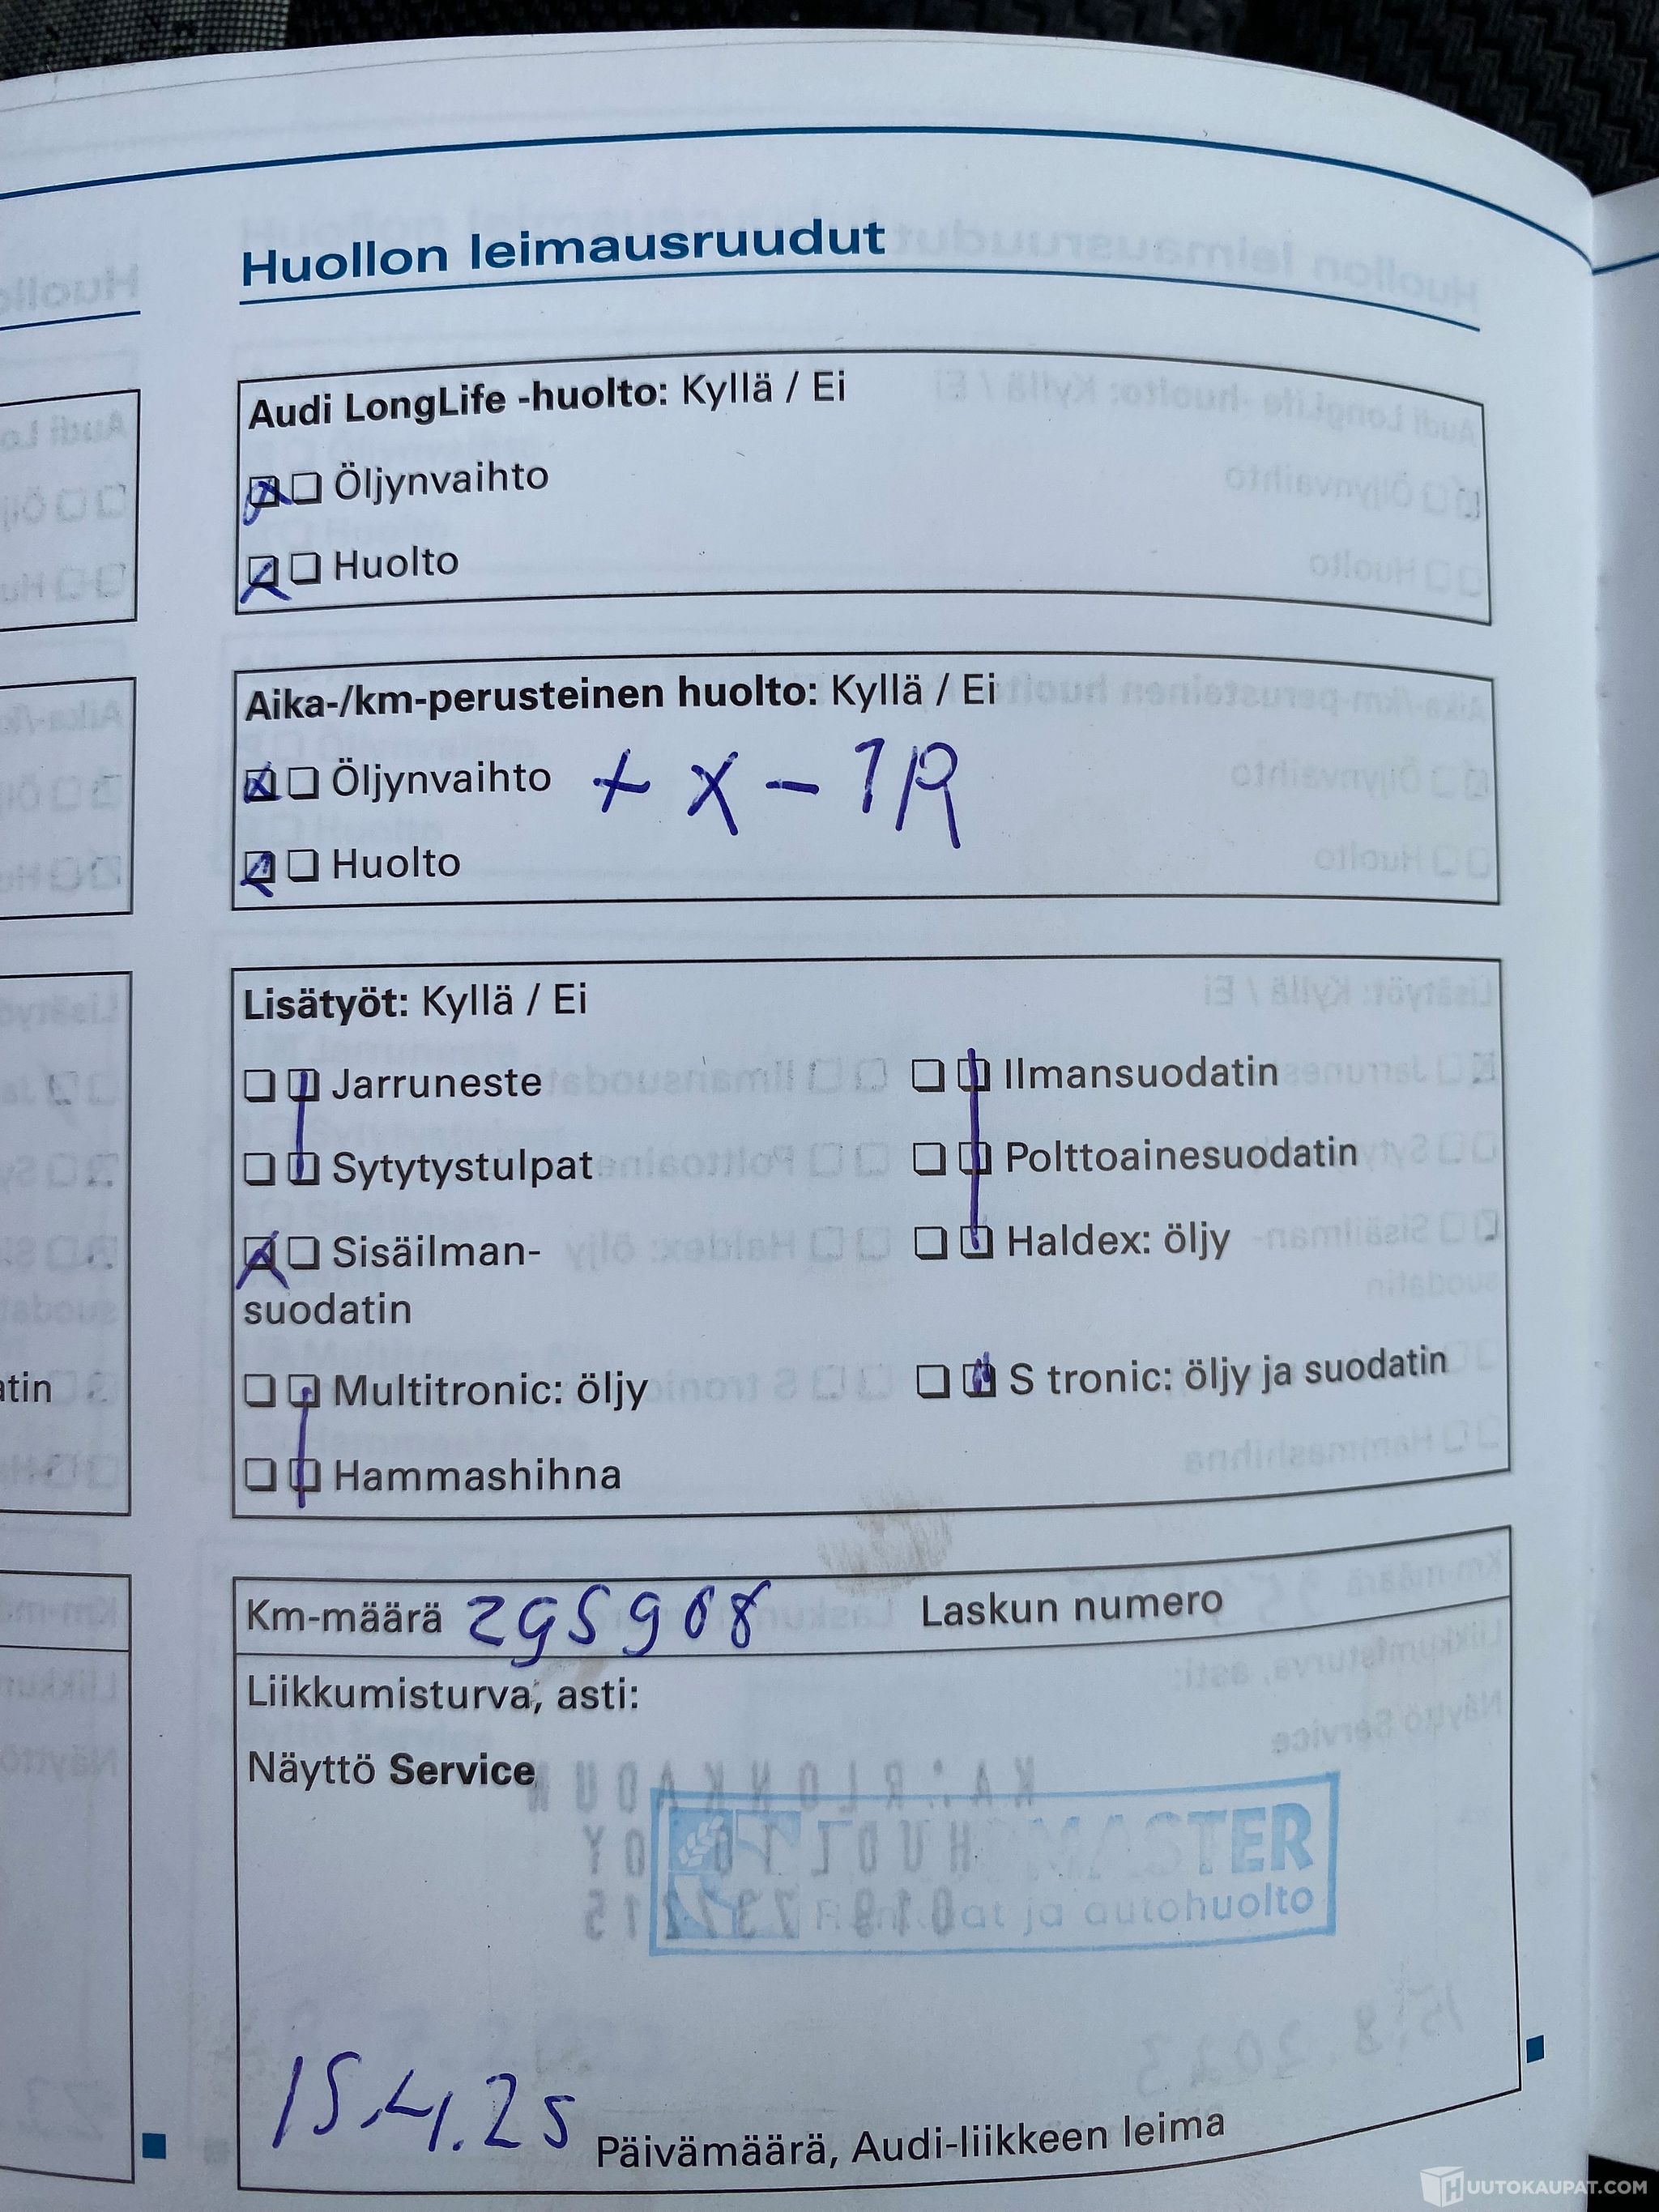 Huollon leimausruudut
Audi LongLife -huolto: Kyllä / Ei
Öljynvaihto
Huolto
Aika-/km-perusteinen huolto: Kyllä / Ei
Öljynvaihto + x -
Huolto
Lisätyöt: Kyllä / Ei
Jarruneste
Sytytystulpat
Sisäilman-
suodatin
Multitronic: öljy
Hammashihna
Ilmansuodatin
Polttoainesuodatin
Haldex: öljy
S tronic: öljy ja suodatin
Km-määrä 295908 Laskun numero
Liikkumisturva, asti:
Näyttö Service
MASTER
ja autohuolto
15.4.25 Päivämäärä, Audi-liikkeen leima
atin
HUUTOKAUPAT.COM